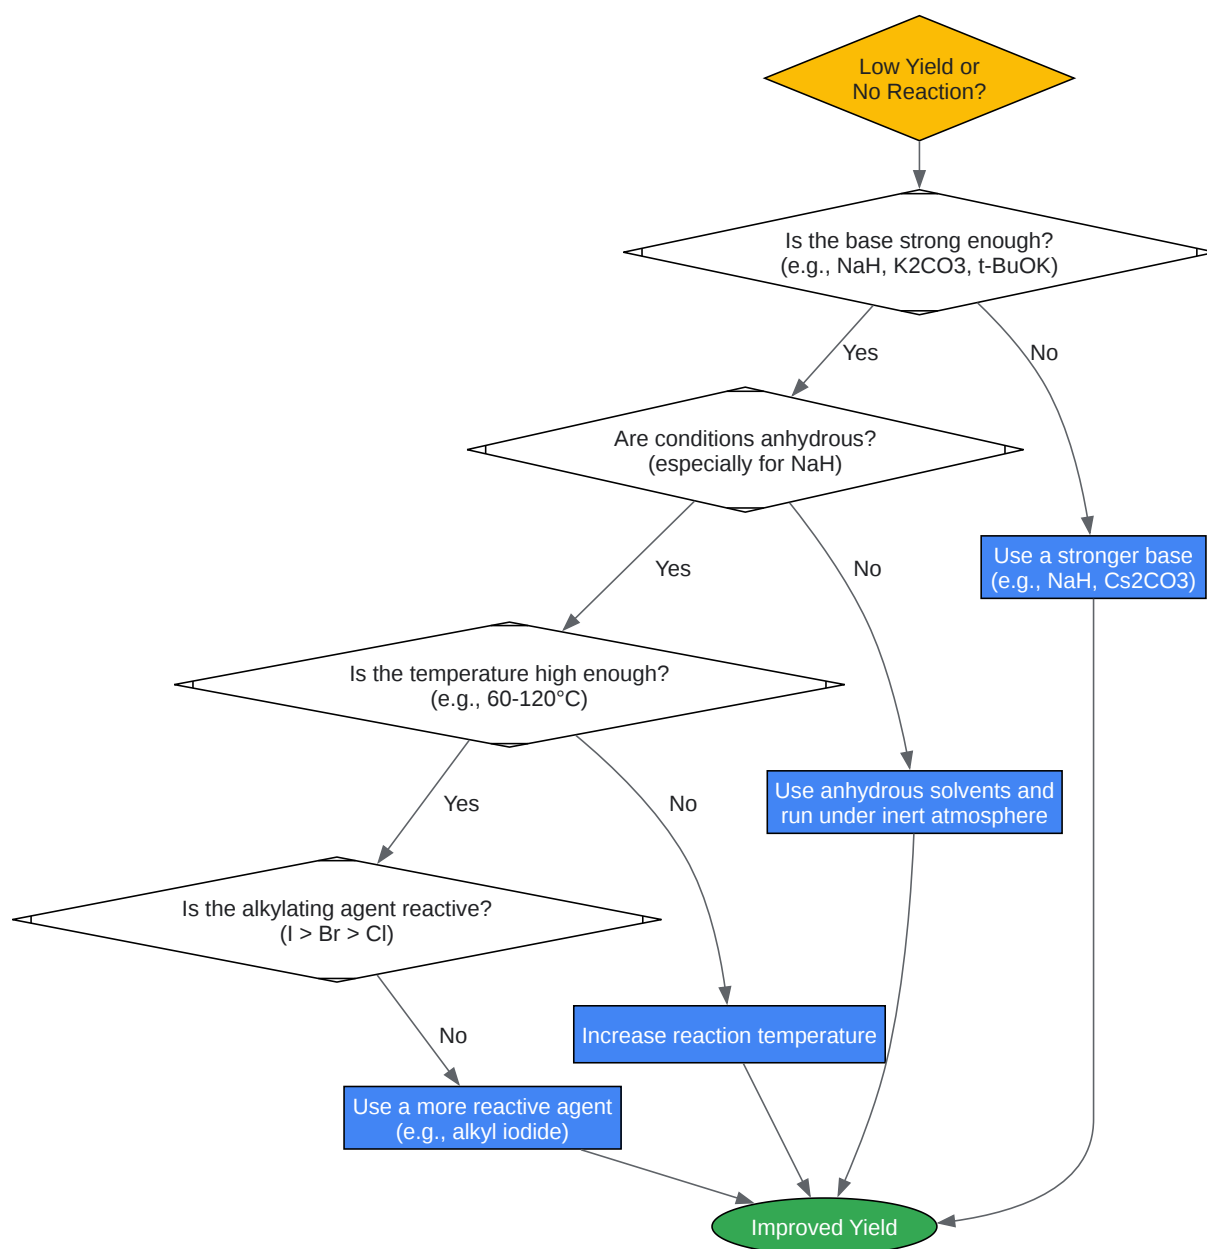 Low Yield or
No Reaction?
Is the base strong enough?
(e.g., NaH, K2CO3, t-BuOK)
Yes
No
Are conditions anhydrous?
(especially for NaH)
Use a stronger base
(e.g., NaH, Cs2CO3)
Yes
No
Is the temperature high enough?
(e.g., 60-120°C)
Use anhydrous solvents and
run under inert atmosphere
Yes
No
Is the alkylating agent reactive?
(I > Br > Cl)
Increase reaction temperature
No
Use a more reactive agent
(e.g., alkyl iodide)
Improved Yield